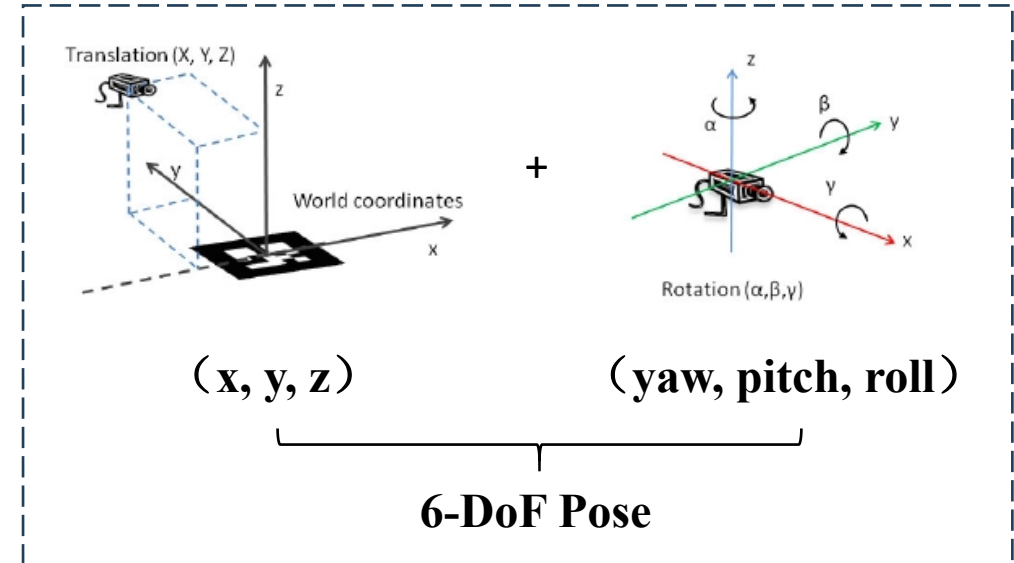 Translation (X, Y, Z)
z
y
World coordinates
x
+
z
α
β
y
γ
x
Rotation (α,β,γ)
（x, y, z）
（yaw, pitch, roll）
6-DoF Pose